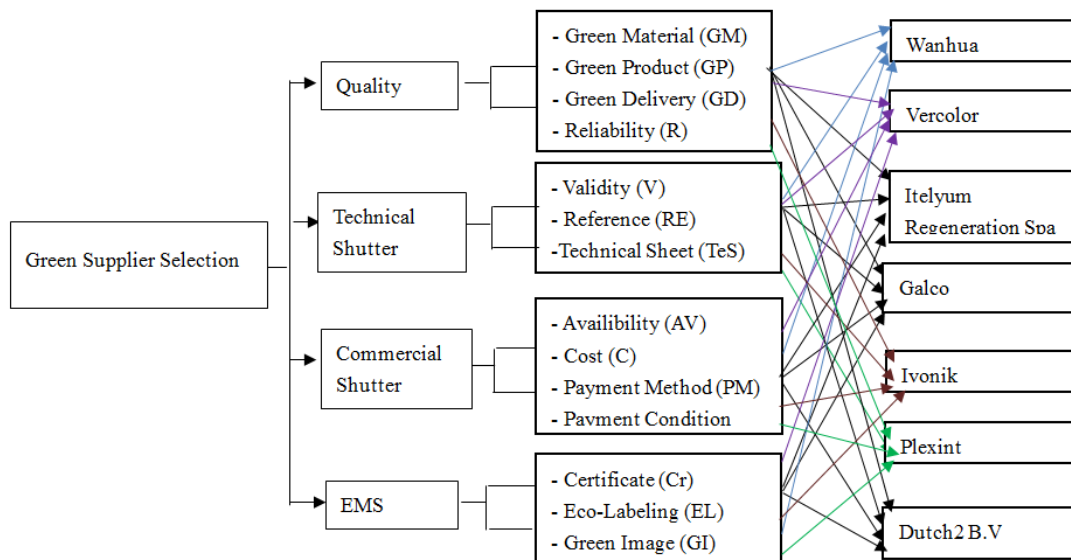 Green Supplier Selection
Quality
Technical
Shutter
Commercial
Shutter
EMS
- Green Material (GM)
- Green Product (GP)
- Green Delivery (GD)
- Reliability (R)
- Validity (V)
- Reference (RE)
-Technical Sheet (TeS)
- Availibility (AV)
- Cost (C)
- Payment Method (PM)
- Payment Condition
- Certificate (Cr)
- Eco-Labeling (EL)
- Green Image (GI)
Wanhua
Vercolor
Itelyum
Regeneration Spa
Galco
Ivonik
Plexint
Dutch2 B.V